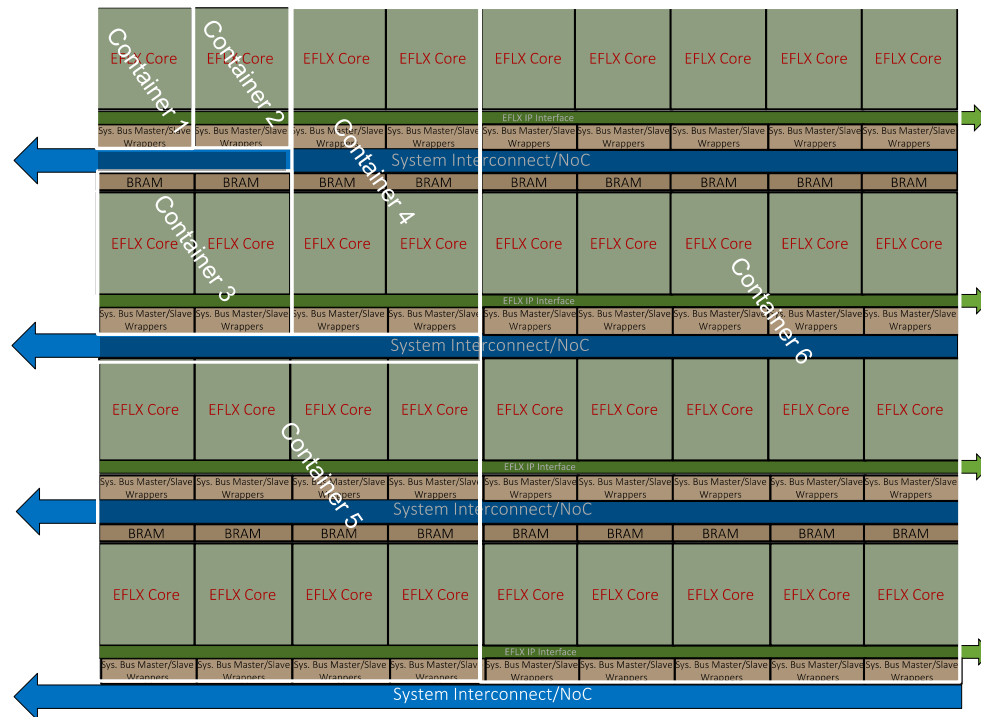 EFLX Core EFLX Core EFLX Core EFLX Core EFLX Core EFLX Core EFLX Core EFLX Core EFLX Core
Container 1
Container 2
EFLX IP Interface
Sys. Bus Master/Slave Wrappers Sys. Bus Master/Slave Wrappers Sys. Bus Master/Slave Wrappers Sys. Bus Master/Slave Wrappers Sys. Bus Master/Slave Wrappers Sys. Bus Master/Slave Wrappers Sys. Bus Master/Slave Wrappers Sys. Bus Master/Slave Wrappers Sys. Bus Master/Slave Wrappers
System Interconnect/NoC
Container 4
BRAM BRAM BRAM BRAM BRAM BRAM BRAM BRAM BRAM
EFLX Core EFLX Core EFLX Core EFLX Core EFLX Core EFLX Core EFLX Core EFLX Core EFLX Core
Container 3
Container 6
EFLX IP Interface
Sys. Bus Master/Slave Wrappers Sys. Bus Master/Slave Wrappers Sys. Bus Master/Slave Wrappers Sys. Bus Master/Slave Wrappers Sys. Bus Master/Slave Wrappers Sys. Bus Master/Slave Wrappers Sys. Bus Master/Slave Wrappers Sys. Bus Master/Slave Wrappers Sys. Bus Master/Slave Wrappers
System Interconnect/NoC
EFLX Core EFLX Core EFLX Core EFLX Core EFLX Core EFLX Core EFLX Core EFLX Core EFLX Core
Container 5
EFLX IP Interface
Sys. Bus Master/Slave Wrappers Sys. Bus Master/Slave Wrappers Sys. Bus Master/Slave Wrappers Sys. Bus Master/Slave Wrappers Sys. Bus Master/Slave Wrappers Sys. Bus Master/Slave Wrappers Sys. Bus Master/Slave Wrappers Sys. Bus Master/Slave Wrappers Sys. Bus Master/Slave Wrappers
System Interconnect/NoC
BRAM BRAM BRAM BRAM BRAM BRAM BRAM BRAM BRAM
EFLX Core EFLX Core EFLX Core EFLX Core EFLX Core EFLX Core EFLX Core EFLX Core EFLX Core
EFLX IP Interface
Sys. Bus Master/Slave Wrappers Sys. Bus Master/Slave Wrappers Sys. Bus Master/Slave Wrappers Sys. Bus Master/Slave Wrappers Sys. Bus Master/Slave Wrappers Sys. Bus Master/Slave Wrappers Sys. Bus Master/Slave Wrappers Sys. Bus Master/Slave Wrappers Sys. Bus Master/Slave Wrappers
System Interconnect/NoC